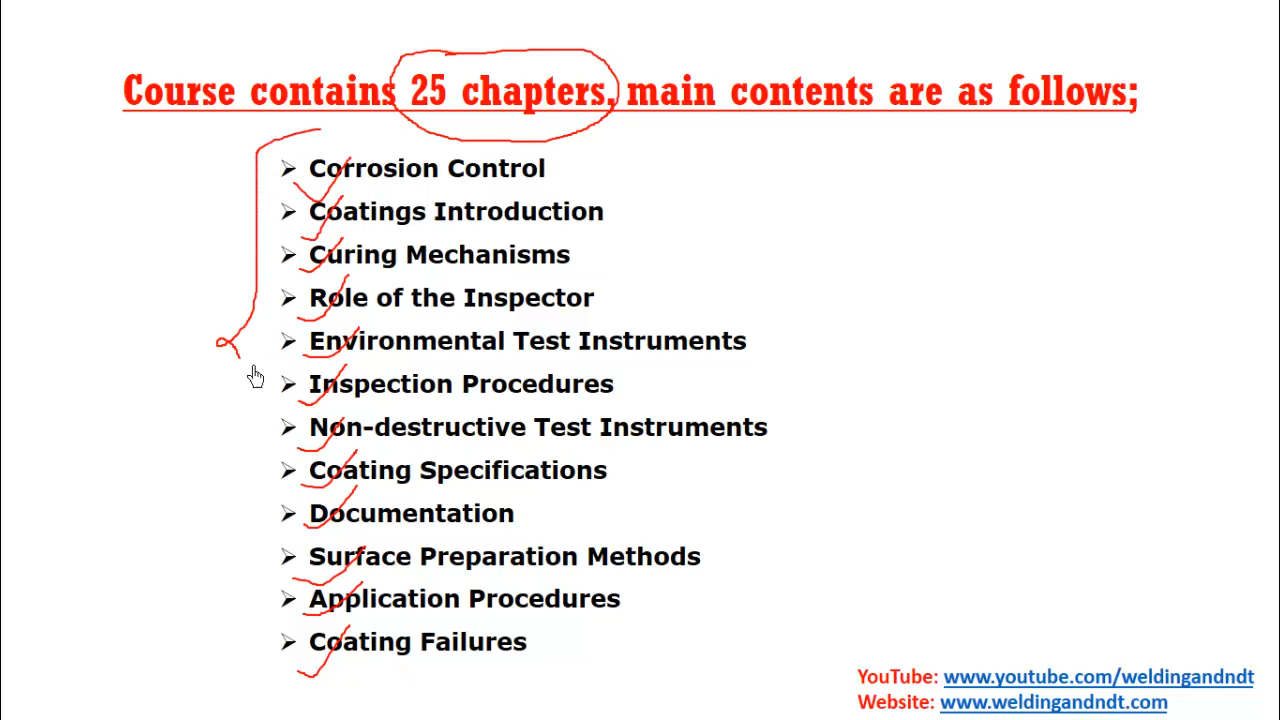 Course contains 25 chapters, main contents are as follows;
Corrosion Control
Coatings Introduction
Curing Mechanisms
Role of the Inspector
Environmental Test Instruments
Inspection Procedures
Non-destructive Test Instruments
Coating Specifications
Documentation
Surface Preparation Methods
Application Procedures
Coating Failures
YouTube: www.youtube.com/weldingandndt
Website: www.weldingandndt.com